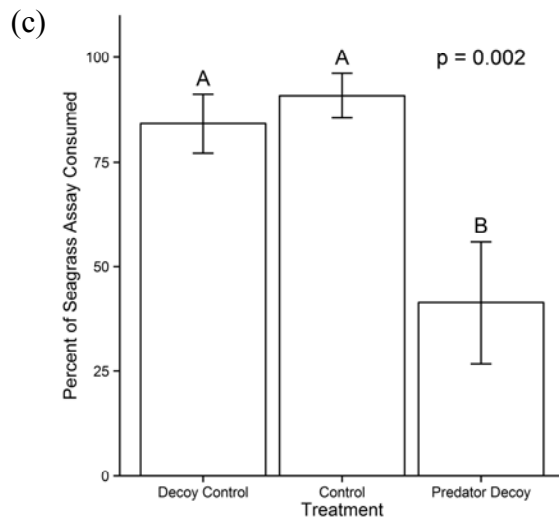 (c)
p = 0.002
A
A
B
100
75
50
25
0
Percent of Seagrass Assay Consumed
Decoy Control
Control
Predator Decoy
Treatment